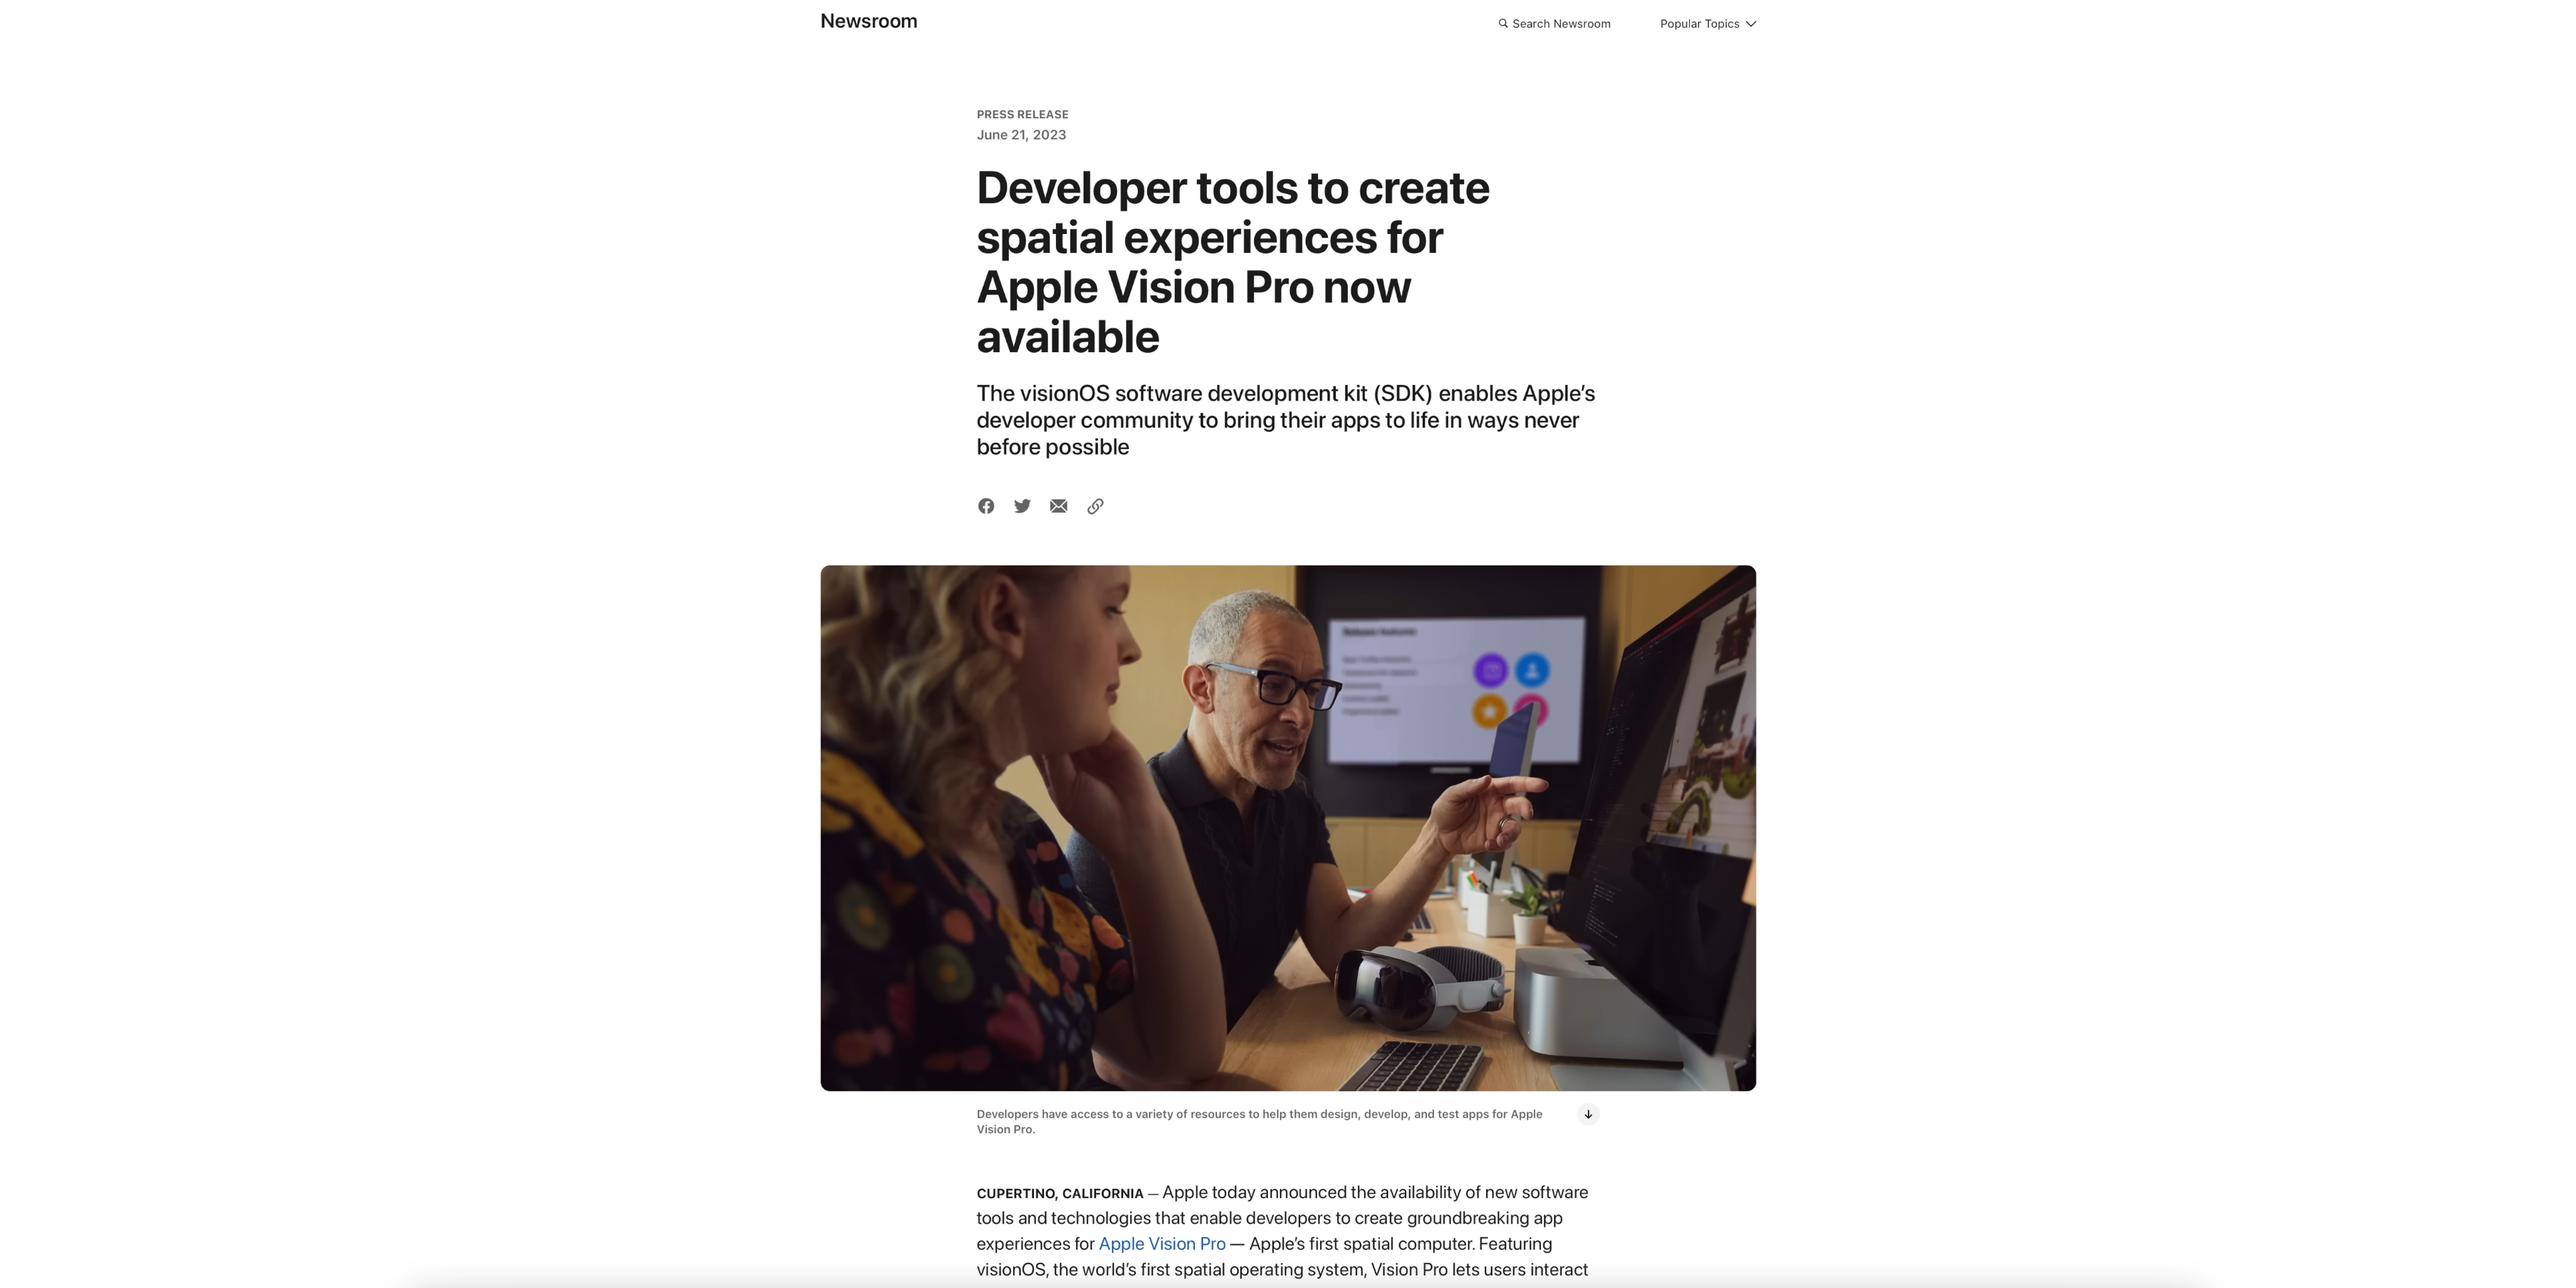 Newsroom
Search Newsroom
Popular Topics
PRESS RELEASE
June 21, 2023
Developer tools to create
spatial experiences for
Apple Vision Pro now
available
The visionOS software development kit (SDK) enables Apple’s
developer community to bring their apps to life in ways never
before possible
Developers have access to a variety of resources to help them design, develop, and test apps for Apple
Vision Pro.
CUPERTINO, CALIFORNIA — Apple today announced the availability of new software
tools and technologies that enable developers to create groundbreaking app
experiences for Apple Vision Pro — Apple’s first spatial computer. Featuring
visionOS, the world’s first spatial operating system, Vision Pro lets users interact